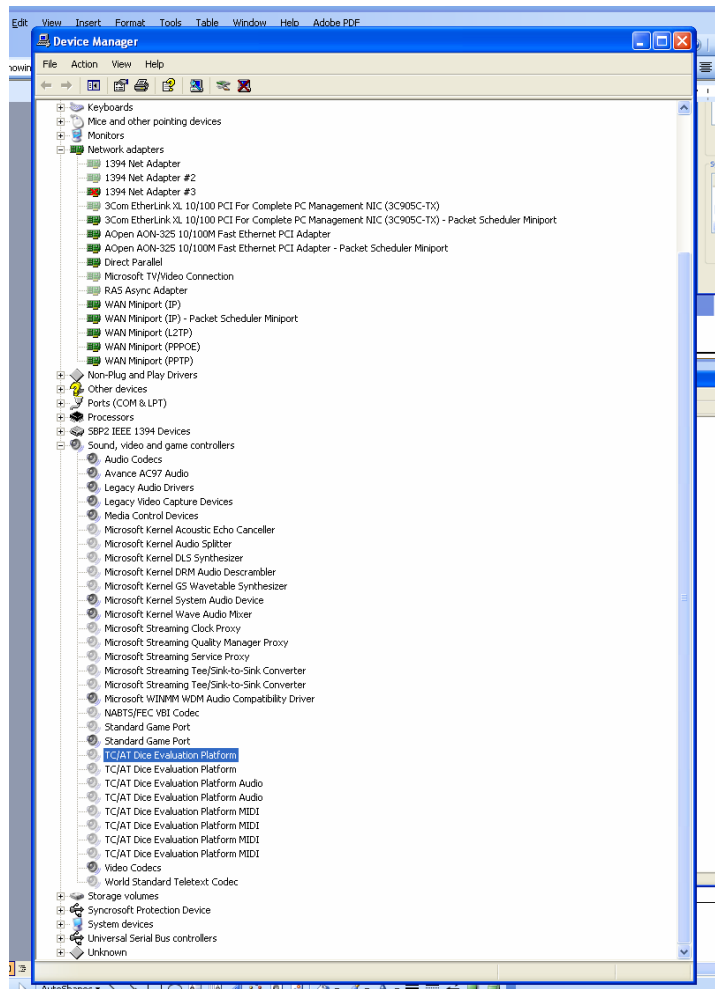 Edit View Insert Format Tools Table Window Help Adobe PDF
Device Manager
File Action View Help
Keyboards
Mice and other pointing devices
Monitors
Network adapters
1394 Net Adapter
1394 Net Adapter #2
1394 Net Adapter #3
3Com EtherLink XL 10/100 PCI For Complete PC Management NIC (3C905C-TX)
3Com EtherLink XL 10/100 PCI For Complete PC Management NIC (3C905C-TX) - Packet Scheduler Miniport
AOpen AON-325 10/100M Fast Ethernet PCI Adapter
AOpen AON-325 10/100M Fast Ethernet PCI Adapter - Packet Scheduler Miniport
Direct Parallel
Microsoft TV/Video Connection
RAS Async Adapter
WAN Miniport (IP)
WAN Miniport (IP) - Packet Scheduler Miniport
WAN Miniport (L2TP)
WAN Miniport (PPPOE)
WAN Miniport (PPTP)
Non-Plug and Play Drivers
Other devices
Ports (COM & LPT)
Processors
SBP2 IEEE 1394 Devices
Sound, video and game controllers
Audio Codecs
Avance AC97 Audio
Legacy Audio Drivers
Legacy Video Capture Devices
Media Control Devices
Microsoft Kernel Acoustic Echo Canceller
Microsoft Kernel Audio Splitter
Microsoft Kernel DLS Synthesizer
Microsoft Kernel DRM Audio Descrambler
Microsoft Kernel GS Wavetable Synthesizer
Microsoft Kernel System Audio Device
Microsoft Kernel Wave Audio Mixer
Microsoft Streaming Clock Proxy
Microsoft Streaming Quality Manager Proxy
Microsoft Streaming Service Proxy
Microsoft Streaming Tee/Sink-to-Sink Converter
Microsoft Streaming Tee/Sink-to-Sink Converter
Microsoft WINMM WDM Audio Compatibility Driver
NABTS/FEC VBI Codec
Standard Game Port
Standard Game Port
TC/AT Dice Evaluation Platform
TC/AT Dice Evaluation Platform
TC/AT Dice Evaluation Platform Audio
TC/AT Dice Evaluation Platform Audio
TC/AT Dice Evaluation Platform MIDI
TC/AT Dice Evaluation Platform MIDI
TC/AT Dice Evaluation Platform MIDI
TC/AT Dice Evaluation Platform MIDI
Video Codecs
World Standard Teletext Codec
Storage volumes
Syncrosoft Protection Device
System devices
Universal Serial Bus controllers
Unknown